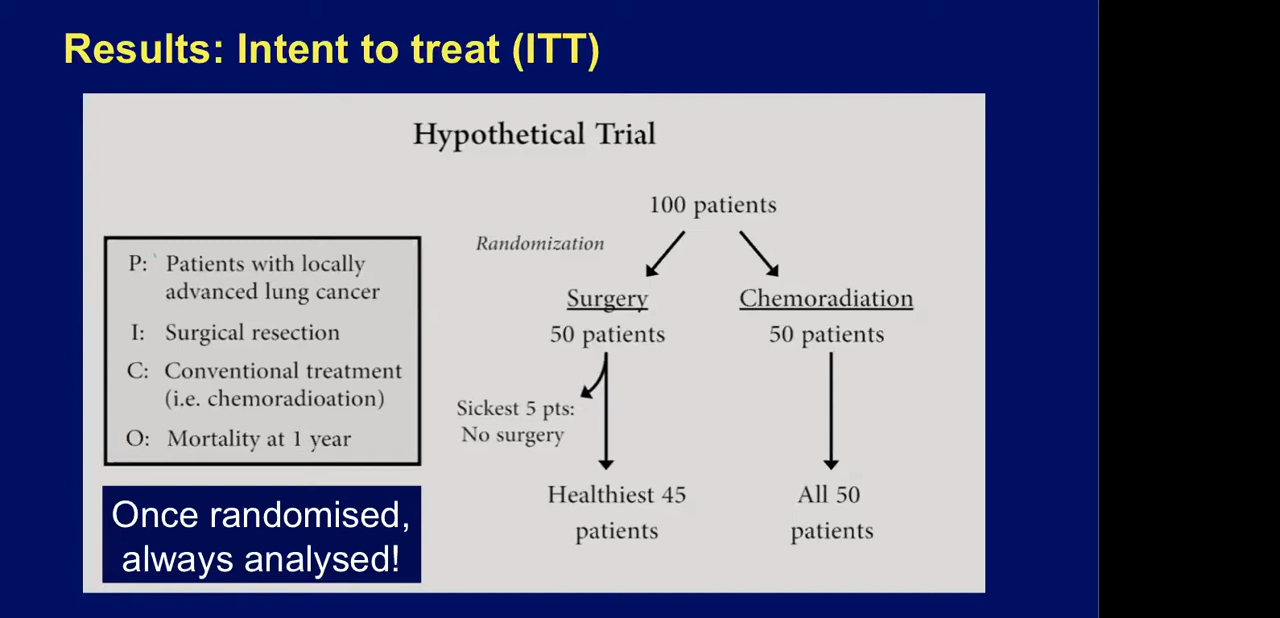 Results: Intent to treat (ITT)
Hypothetical Trial
100 patients
Randomization
P: Patients with locally
advanced lung cancer
I: Surgical resection
C: Conventional treatment
(i.e. chemoradioation)
O: Mortality at 1 year
Surgery
50 patients
Chemoradiation
50 patients
Sickest 5 pts:
No surgery
Healthiest 45
patients
All 50
patients
Once randomised,
always analysed!